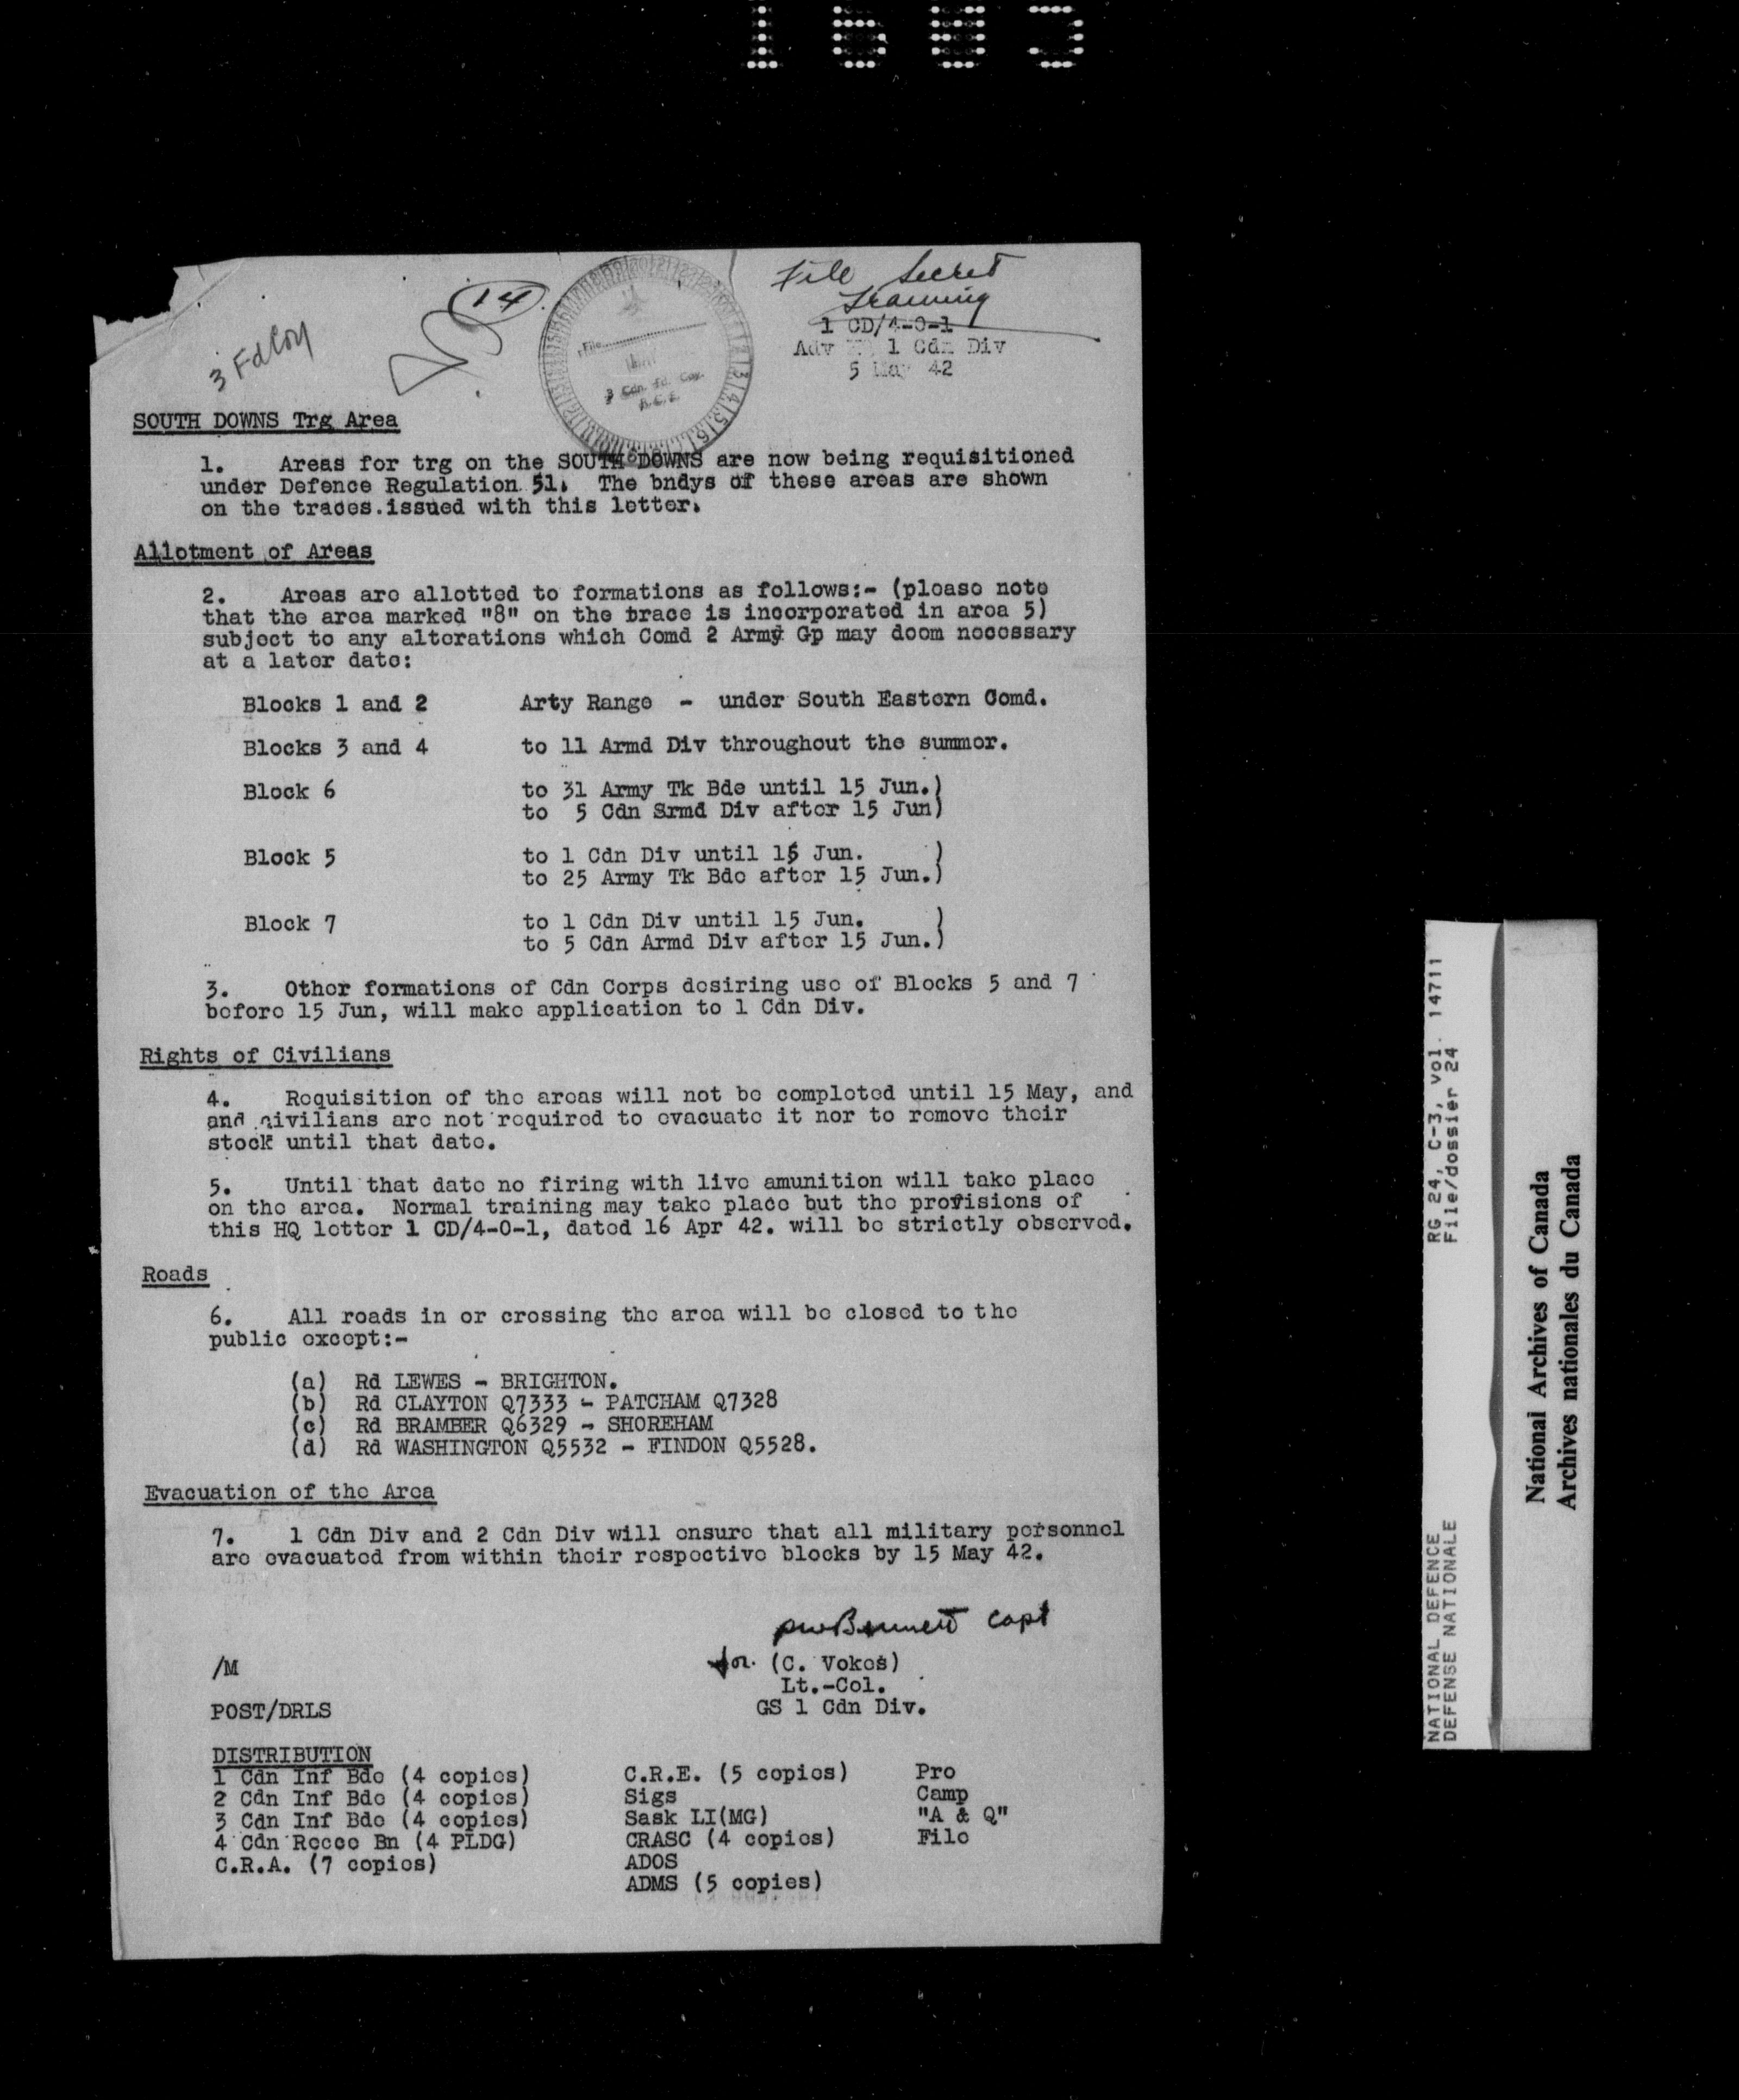 1683
File Secret
Training
14
3 Fd Coy
File
3 Cdn. Fd. Coy.
R.C.E.
1 CD/4-0-1
Adv HQ 1 Cdn Div
5 May 42
SOUTH DOWNS Trg Area
1. Areas for trg on the SOUTH DOWNS are now being requisitioned
under Defence Regulation 51. The bndys of these areas are shown
on the traces.issued with this letter.
Allotment of Areas
2. Areas are allotted to formations as follows:- (please note
that the area marked "8" on the trace is incorporated in area 5)
subject to any alterations which Comd 2 Army Gp may deem necessary
at a later date:
Blocks 1 and 2 Arty Range - under South Eastern Comd.
Blocks 3 and 4 to 11 Armd Div throughout the summer.
Block 6 to 31 Army Tk Bde until 15 Jun.)
to 5 Cdn Srmd Div after 15 Jun)
Block 5 to 1 Cdn Div until 15 Jun. )
to 25 Army Tk Bde after 15 Jun.)
Block 7 to 1 Cdn Div until 15 Jun. )
to 5 Cdn Armd Div after 15 Jun.)
3. Other formations of Cdn Corps desiring use of Blocks 5 and 7
before 15 Jun, will make application to 1 Cdn Div.
Rights of Civilians
4. Requisition of the areas will not be completed until 15 May, and
and civilians are not required to evacuate it nor to remove their
stock until that date.
5. Until that date no firing with live amunition will take place
on the area. Normal training may take place but the provisions of
this HQ letter 1 CD/4-0-1, dated 16 Apr 42. will be strictly observed.
Roads
6. All roads in or crossing the area will be closed to the
public except:-
(a) Rd LEWES - BRIGHTON.
(b) Rd CLAYTON Q7333 - PATCHAM Q7328
(c) Rd BRAMBER Q6329 - SHOREHAM
(d) Rd WASHINGTON Q5532 - FINDON Q5528.
Evacuation of the Area
7. 1 Cdn Div and 2 Cdn Div will ensure that all military personnel
are evacuated from within their respective blocks by 15 May 42.
Bennett Capt
/M for (C. Vokes)
Lt.-Col.
POST/DRLS GS 1 Cdn Div.
DISTRIBUTION
1 Cdn Inf Bde (4 copies) C.R.E. (5 copies) Pro
2 Cdn Inf Bde (4 copies) Sigs Camp
3 Cdn Inf Bde (4 copies) Sask LI(MG) "A & Q"
4 Cdn Recce Bn (4 PLDG) CRASC (4 copies) File
C.R.A. (7 copies) ADOS
ADMS (5 copies)
NATIONAL DEFENCE RG 24, C-3, vol. 14711
DEFENSE NATIONALE File/dossier 24
National Archives of Canada
Archives nationales du Canada